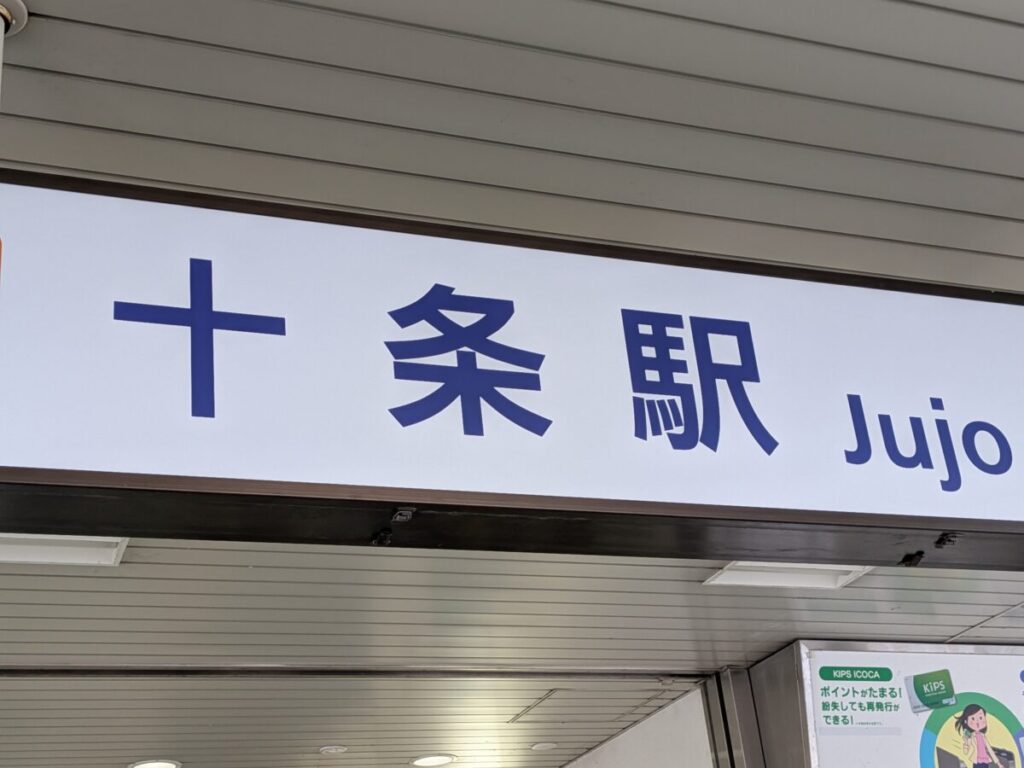 十条駅 Jujo
KIPS ICOCA
ポイントがたまる!
紛失しても再発行が
できる!
KiPS